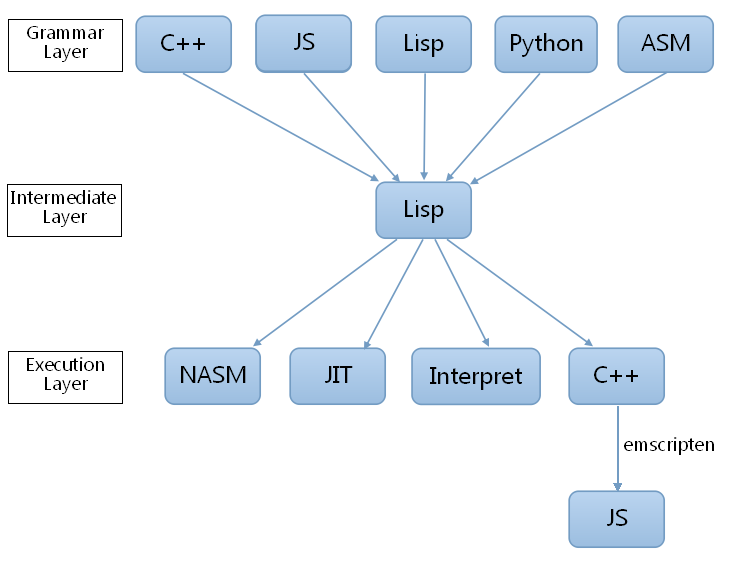 Grammar
Layer
C++
JS
Lisp
Python
ASM
Intermediate
Layer
Lisp
Execution
Layer
NASM
JIT
Interpret
C++
emscripten
JS